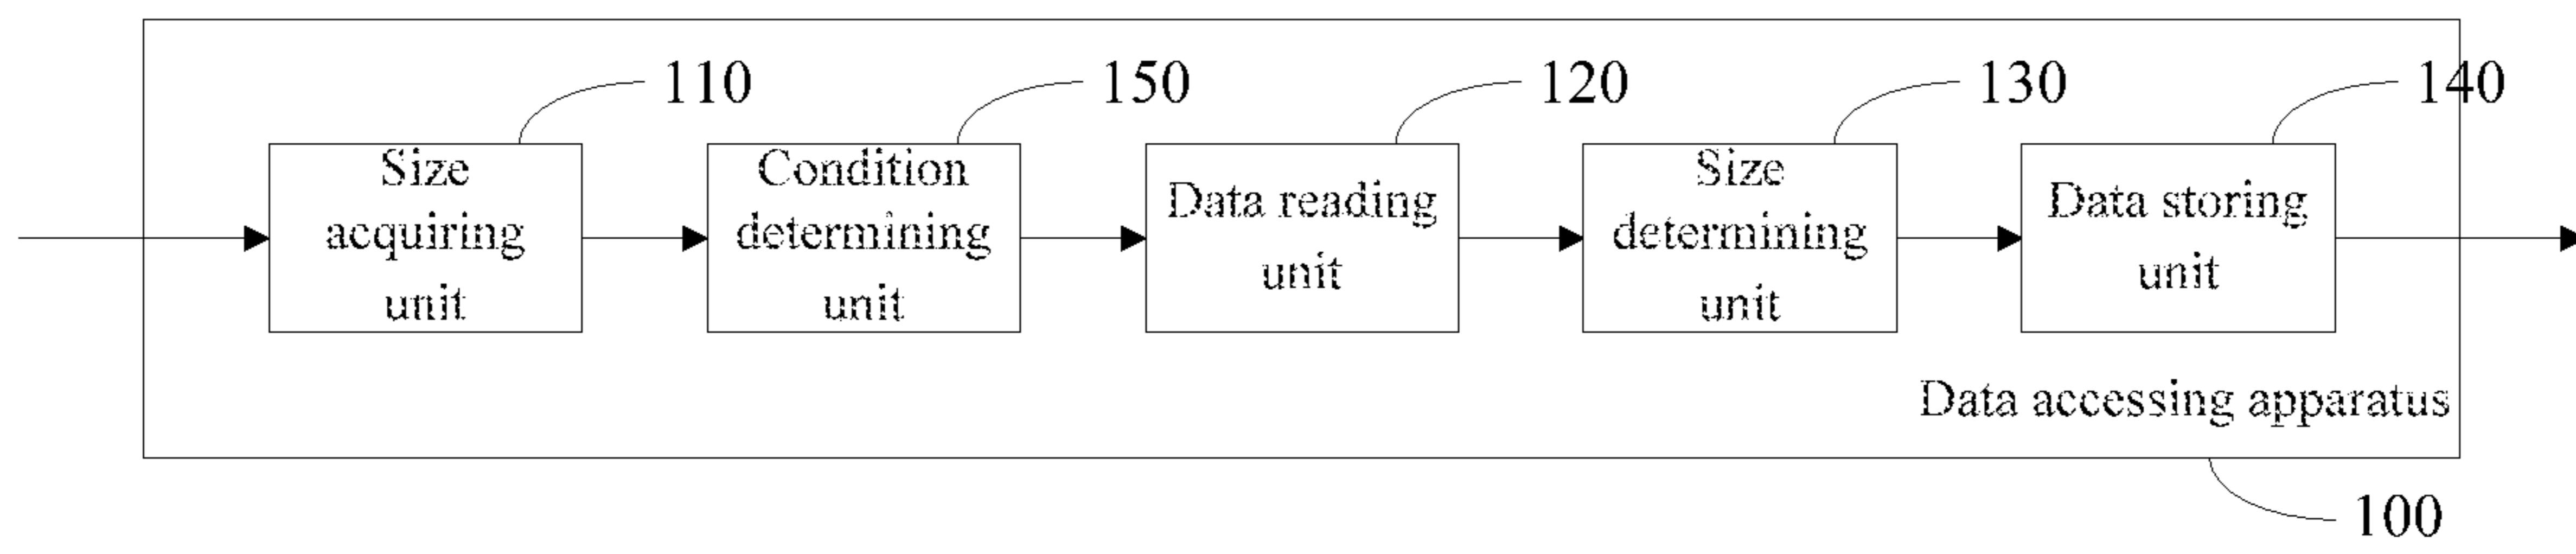 110
150
120
130
140
Size
acquiring
unit
Condition
determining
unit
Data reading
unit
Size
determining
unit
Data storing
unit
Data accessing apparatus
100